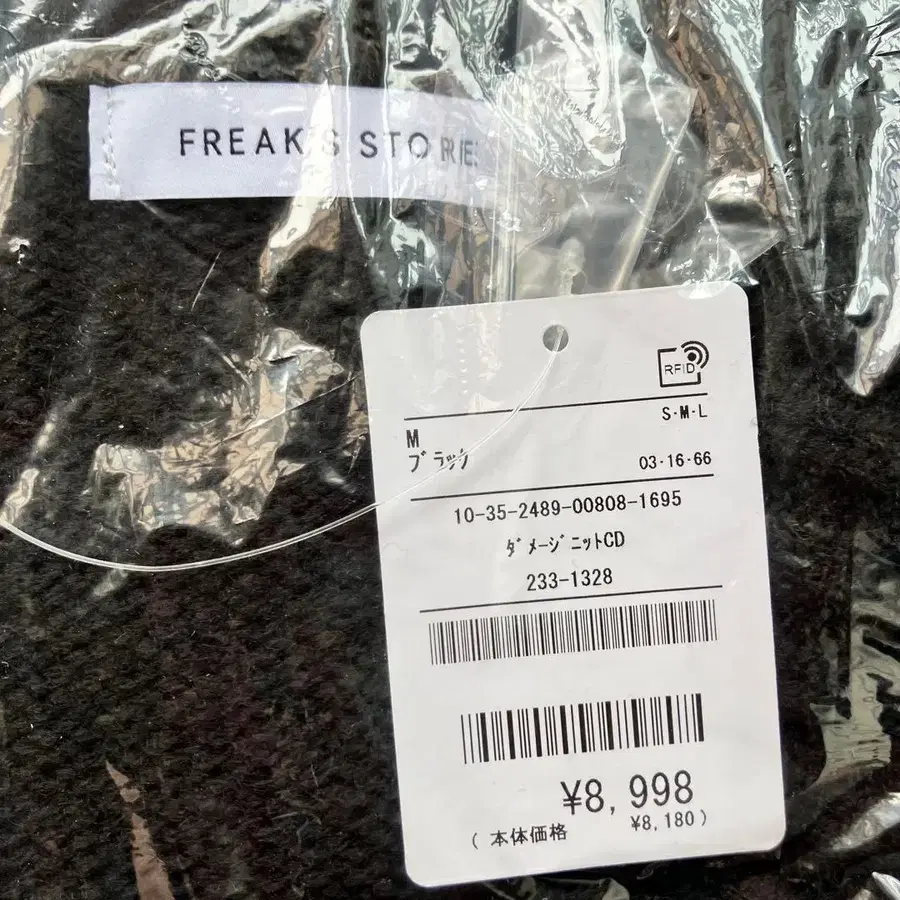 FREAK'S STORE
RFID
S·M·L
M
ブラック
03·16·66
10-35-2489-00808-1695
ダメージニットCD
233-1328
¥8,998
(本体価格 ¥8,180)